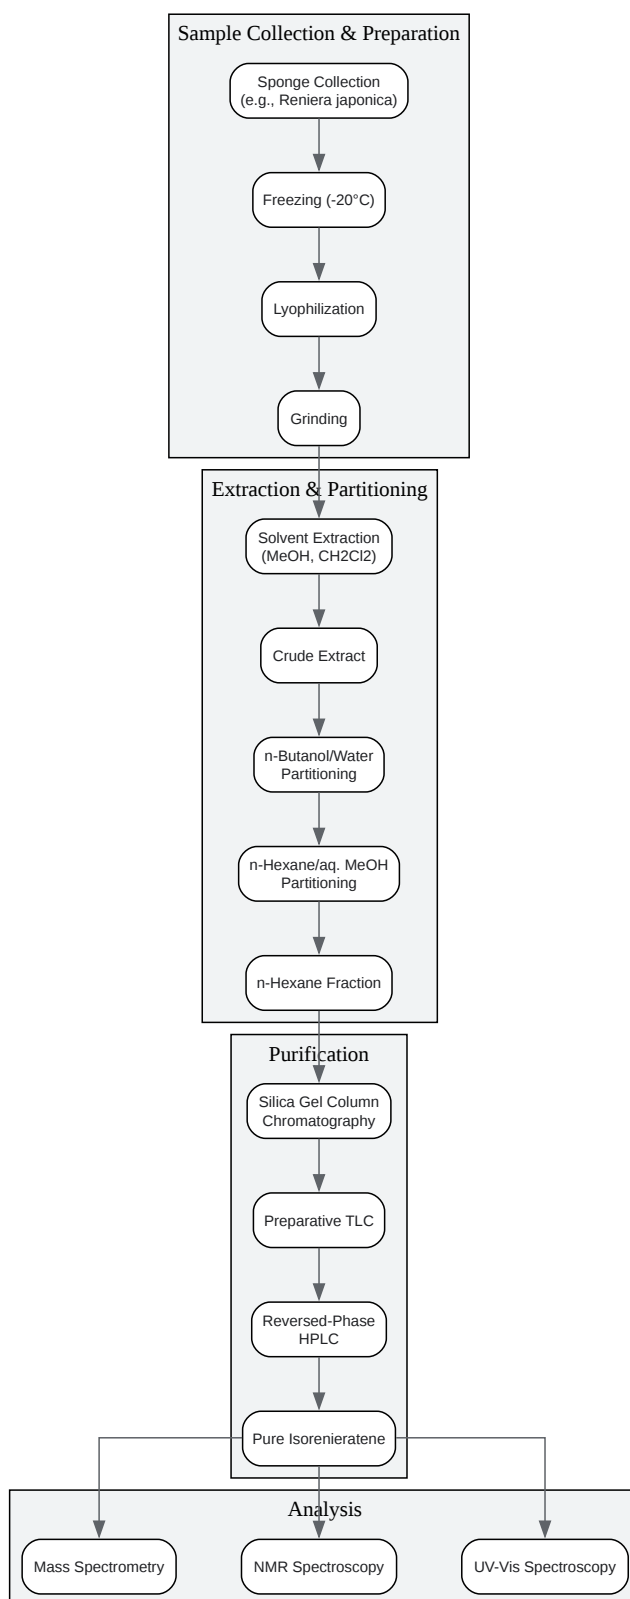 Sample Collection & Preparation
Sponge Collection
(e.g., Reniera japonica)
Freezing (-20°C)
Lyophilization
Grinding
Extraction & Partitioning
Solvent Extraction
(MeOH, CH2Cl2)
Crude Extract
n-Butanol/Water
Partitioning
n-Hexane/aq. MeOH
Partitioning
n-Hexane Fraction
Purification
Silica Gel Column
Chromatography
Preparative TLC
Reversed-Phase
HPLC
Pure Isorenieratene
Analysis
Mass Spectrometry
NMR Spectroscopy
UV-Vis Spectroscopy